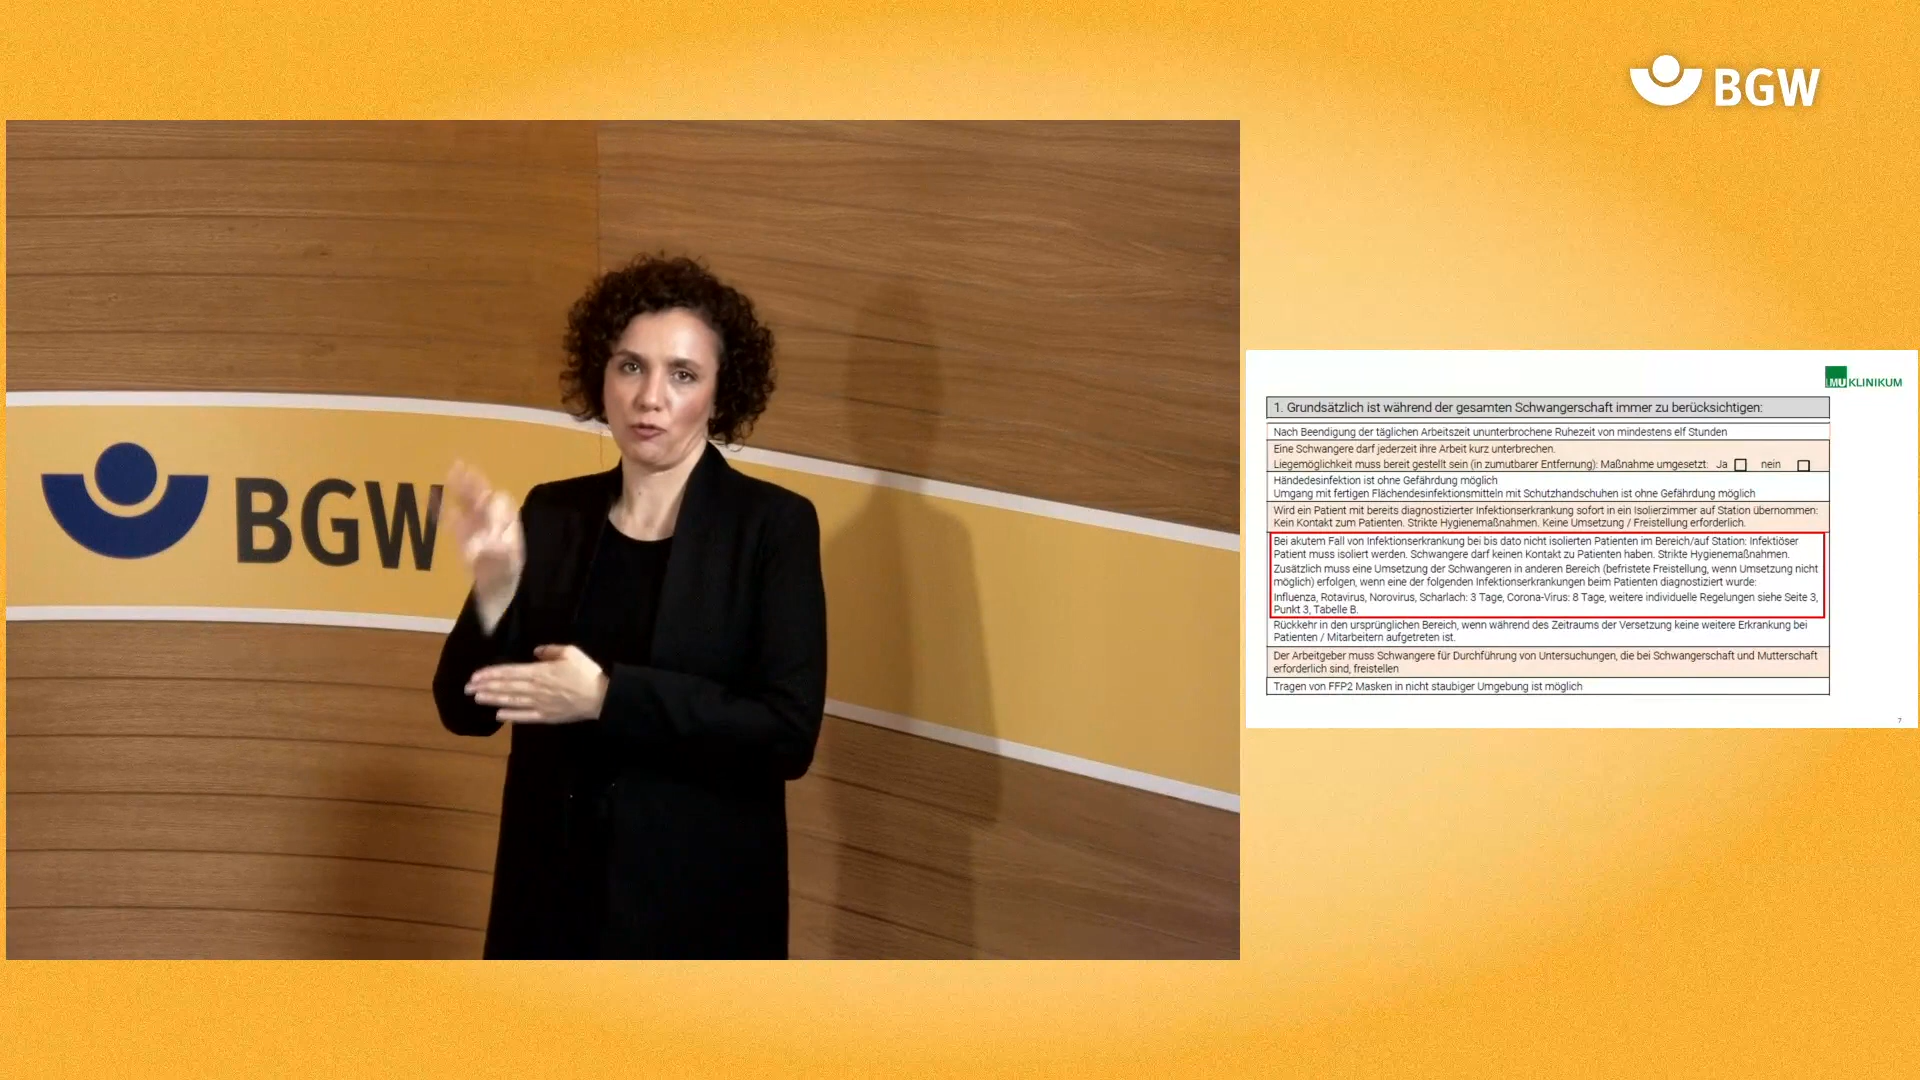 BGW
BGW
LMU KLINIKUM
1. Grundsätzlich ist während der gesamten Schwangerschaft immer zu berücksichtigen:
Nach Beendigung der täglichen Arbeitszeit ununterbrochene Ruhezeit von mindestens elf Stunden
Eine Schwangere darf jederzeit ihre Arbeit kurz unterbrechen.
Liegemöglichkeit muss bereit gestellt sein (in zumutbarer Entfernung): Maßnahme umgesetzt: Ja nein
Händedesinfektion ist ohne Gefährdung möglich
Umgang mit fertigen Flächendesinfektionsmitteln mit Schutzhandschuhen ist ohne Gefährdung möglich
Wird ein Patient mit bereits diagnostizierter Infektionserkrankung sofort in ein Isolierzimmer auf Station übernommen:
Kein Kontakt zum Patienten. Strikte Hygienemaßnahmen. Keine Umsetzung / Freistellung erforderlich.
Bei akutem Fall von Infektionserkrankung bei bis dato nicht isolierten Patienten im Bereich/auf Station: Infektiöser
Patient muss isoliert werden. Schwangere darf keinen Kontakt zu Patienten haben. Strikte Hygienemaßnahmen.
Zusätzlich muss eine Umsetzung der Schwangeren in anderen Bereich (befristete Freistellung, wenn Umsetzung nicht
möglich) erfolgen, wenn eine der folgenden Infektionserkrankungen beim Patienten diagnostiziert wurde:
Influenza, Rotavirus, Norovirus, Scharlach: 3 Tage, Corona-Virus: 8 Tage, weitere individuelle Regelungen siehe Seite 3,
Punkt 3, Tabelle B.
Rückkehr in den ursprünglichen Bereich, wenn während des Zeitraums der Versetzung keine weitere Erkrankung bei
Patienten / Mitarbeitern aufgetreten ist.
Der Arbeitgeber muss Schwangere für Durchführung von Untersuchungen, die bei Schwangerschaft und Mutterschaft
erforderlich sind, freistellen
Tragen von FFP2 Masken in nicht staubiger Umgebung ist möglich
7